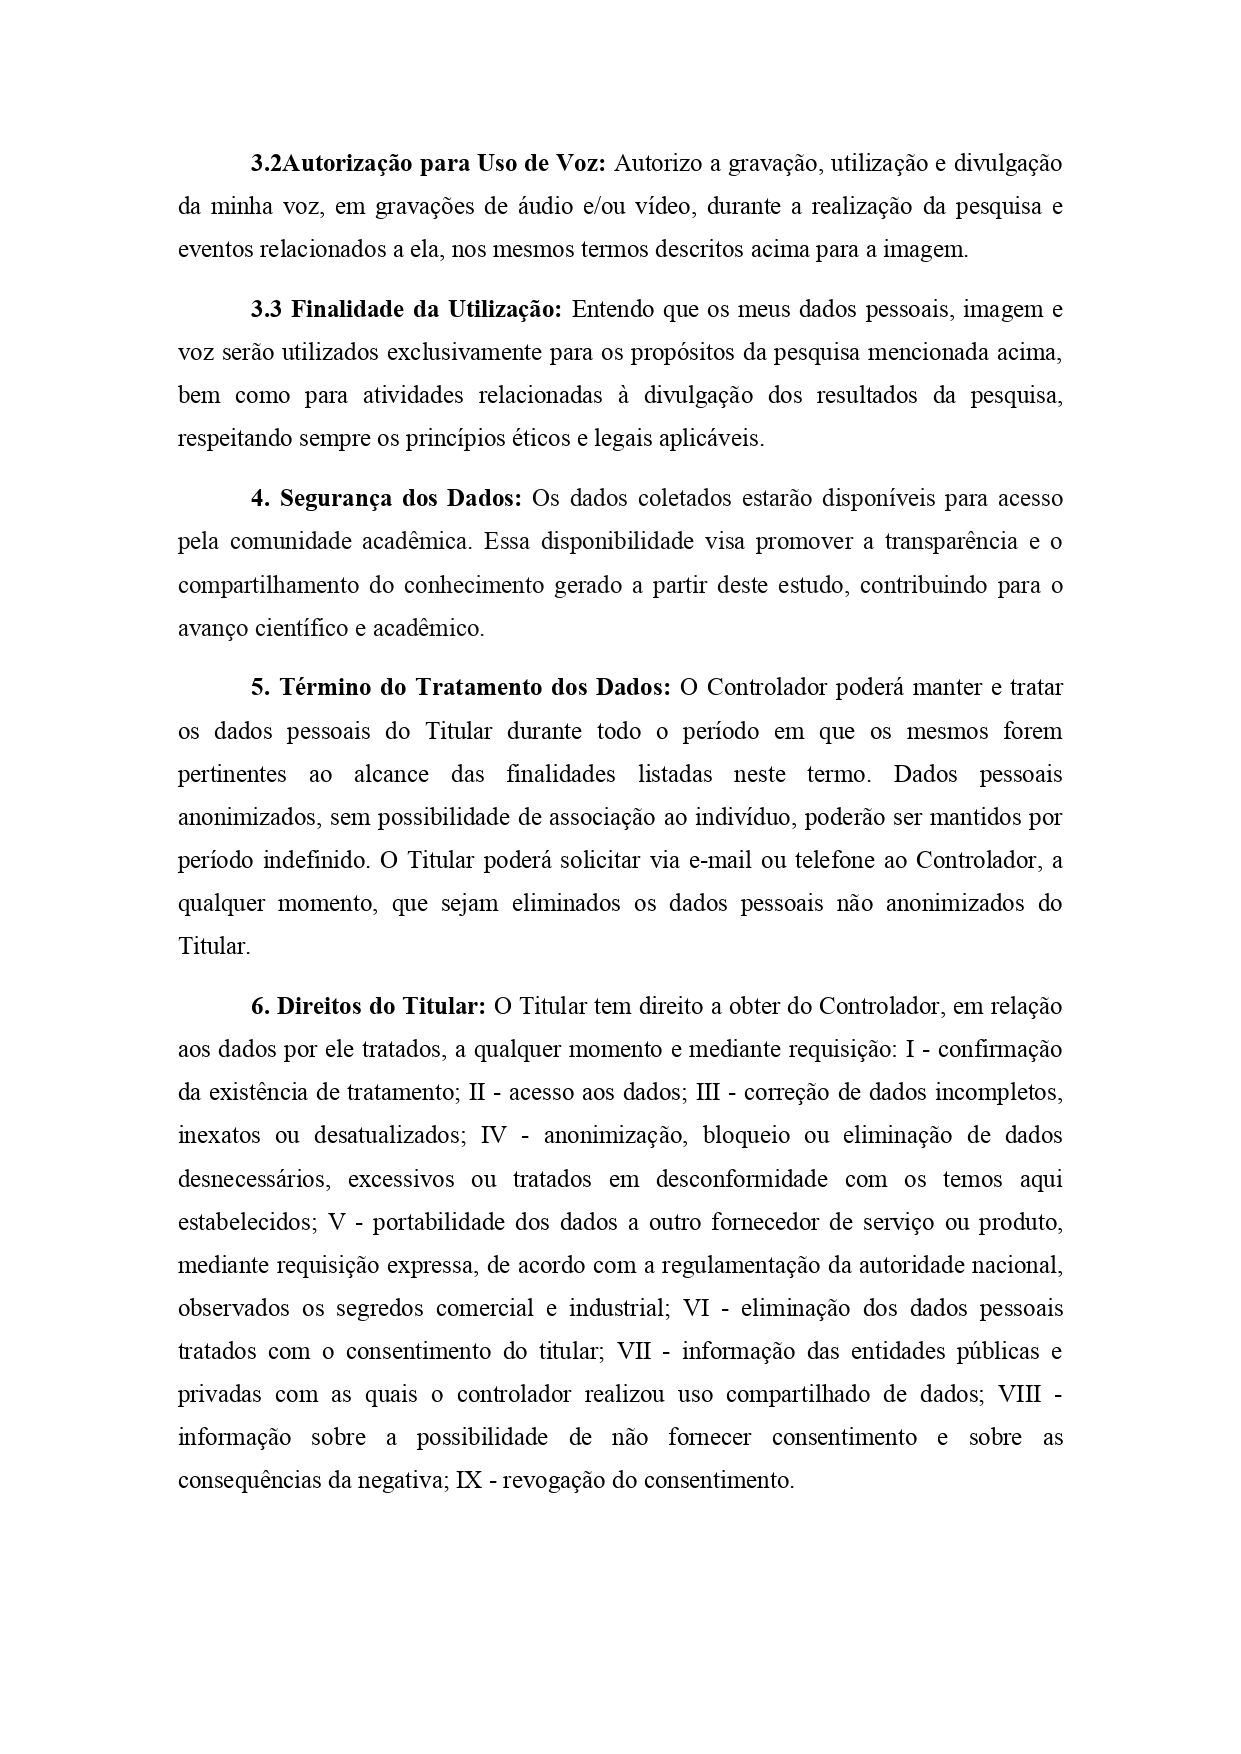 3.2Autorização para Uso de Voz: Autorizo a gravação, utilização e divulgação
da minha voz, em gravações de áudio e/ou vídeo, durante a realização da pesquisa e
eventos relacionados a ela, nos mesmos termos descritos acima para a imagem.
3.3 Finalidade da Utilização: Entendo que os meus dados pessoais, imagem e
voz serão utilizados exclusivamente para os propósitos da pesquisa mencionada acima,
bem como para atividades relacionadas à divulgação dos resultados da pesquisa,
respeitando sempre os princípios éticos e legais aplicáveis.
4. Segurança dos Dados: Os dados coletados estarão disponíveis para acesso
pela comunidade acadêmica. Essa disponibilidade visa promover a transparência e o
compartilhamento do conhecimento gerado a partir deste estudo, contribuindo para o
avanço científico e acadêmico.
5. Término do Tratamento dos Dados: O Controlador poderá manter e tratar
os dados pessoais do Titular durante todo o período em que os mesmos forem
pertinentes ao alcance das finalidades listadas neste termo. Dados pessoais
anonimizados, sem possibilidade de associação ao indivíduo, poderão ser mantidos por
período indefinido. O Titular poderá solicitar via e-mail ou telefone ao Controlador, a
qualquer momento, que sejam eliminados os dados pessoais não anonimizados do
Titular.
6. Direitos do Titular: O Titular tem direito a obter do Controlador, em relação
aos dados por ele tratados, a qualquer momento e mediante requisição: I - confirmação
da existência de tratamento; II - acesso aos dados; III - correção de dados incompletos,
inexatos ou desatualizados; IV - anonimização, bloqueio ou eliminação de dados
desnecessários, excessivos ou tratados em desconformidade com os temos aqui
estabelecidos; V - portabilidade dos dados a outro fornecedor de serviço ou produto,
mediante requisição expressa, de acordo com a regulamentação da autoridade nacional,
observados os segredos comercial e industrial; VI - eliminação dos dados pessoais
tratados com o consentimento do titular; VII - informação das entidades públicas e
privadas com as quais o controlador realizou uso compartilhado de dados; VIII -
informação sobre a possibilidade de não fornecer consentimento e sobre as
consequências da negativa; IX - revogação do consentimento.